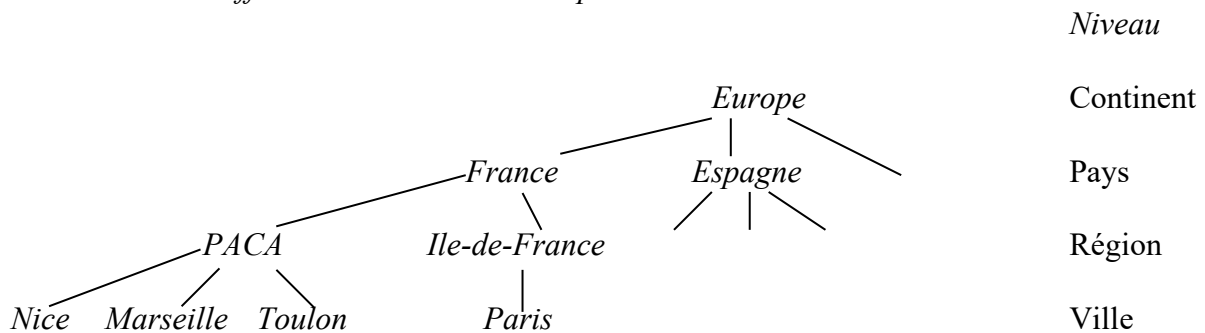 Niveau
Europe Continent
France Espagne Pays
PACA Ile-de-France Région
Nice Marseille Toulon Paris Ville